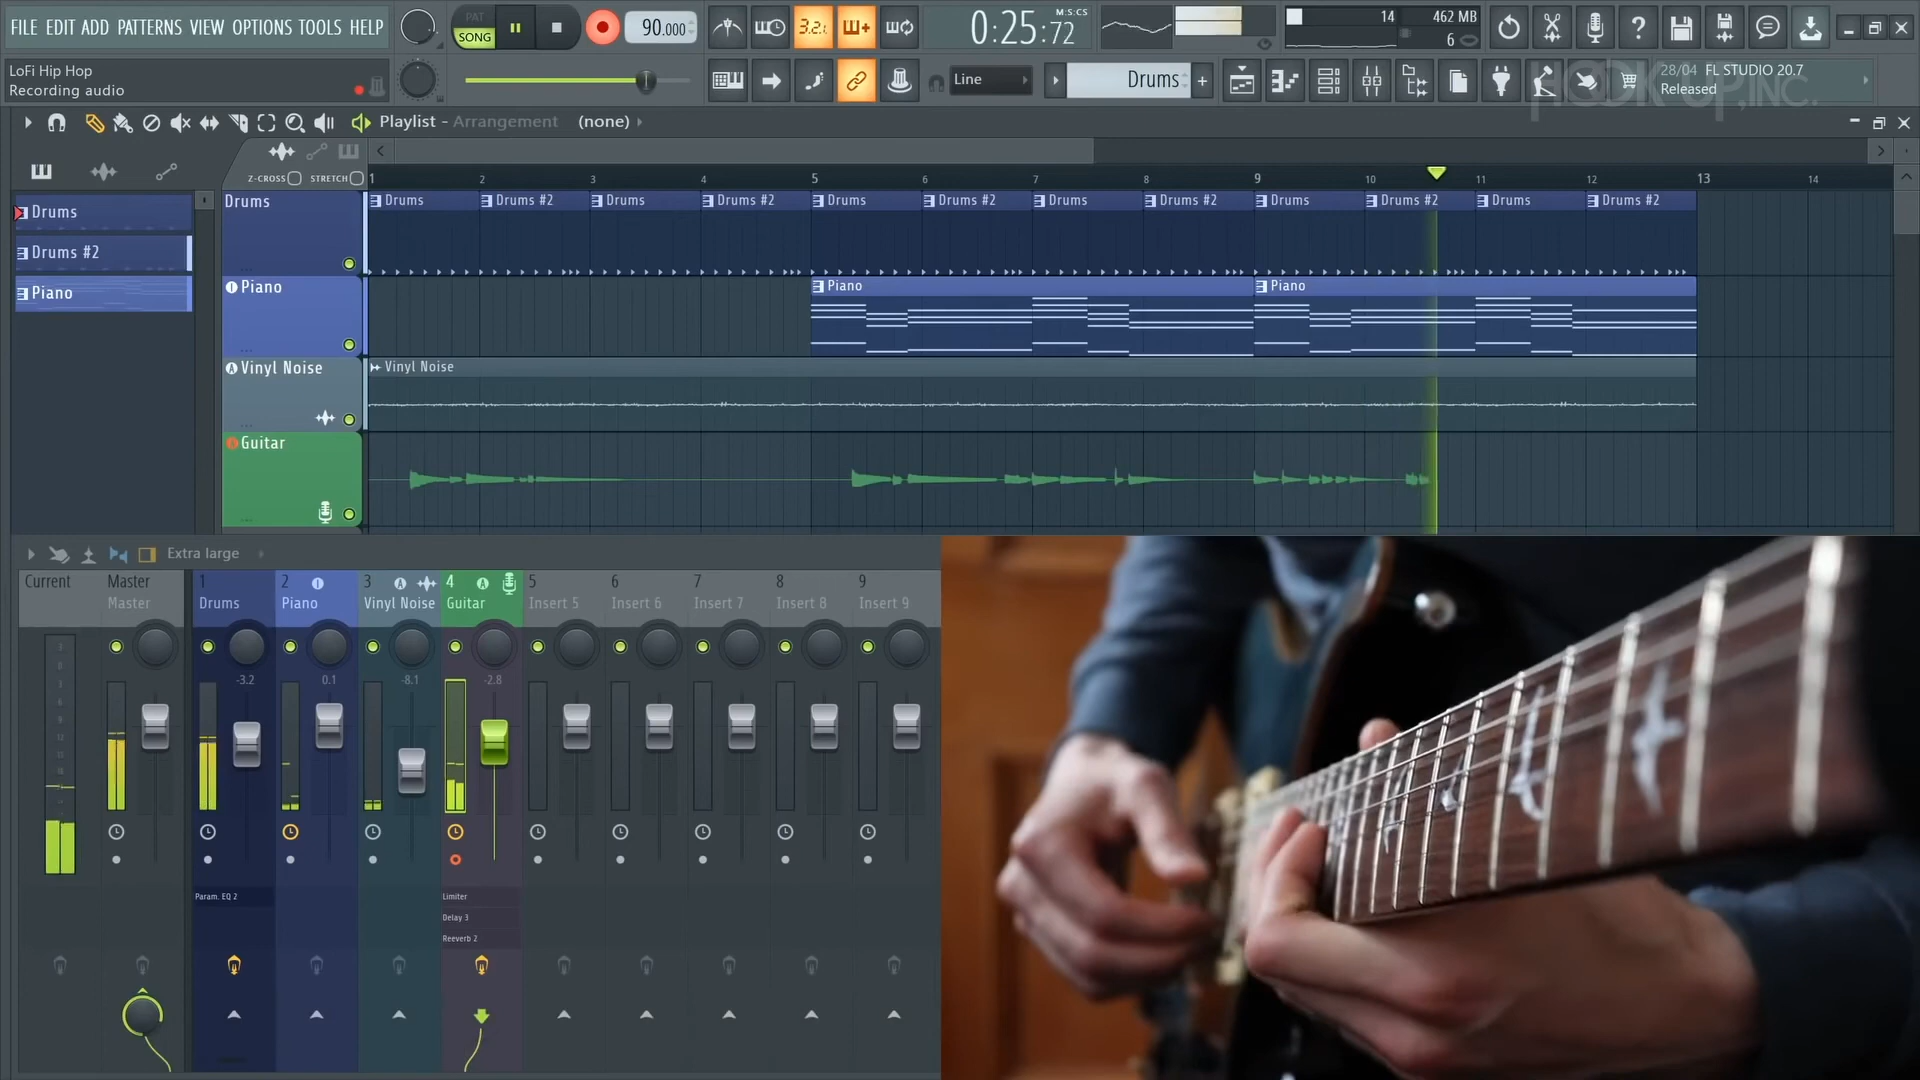 FILE EDIT ADD PATTERNS VIEW OPTIONS TOOLS HELP
PAT
SONG
90.000
3.2.
0:25:72
M:S:CS
14
462 MB
6
LoFi Hip Hop
Recording audio
Line
Drums
28/04 FL STUDIO 20.7
Released
HOOK UP, INC.
Playlist - Arrangement (none)
Z-CROSS
STRETCH
1 2 3 4 5 6 7 8 9 10 11 12 13 14
Drums
Drums #2
Piano
Drums
Drums Drums #2 Drums Drums #2 Drums Drums #2 Drums Drums #2 Drums Drums #2 Drums Drums #2
Piano
Piano Piano
Vinyl Noise
Vinyl Noise
Guitar
Extra large
Current Master 1 2 3 4 5 6 7 8 9
Master Drums Piano Vinyl Noise Guitar Insert 5 Insert 6 Insert 7 Insert 8 Insert 9
-3.2 0.1 -8.1 -2.8
Param. EQ 2
Limiter
Delay 3
Reeverb 2